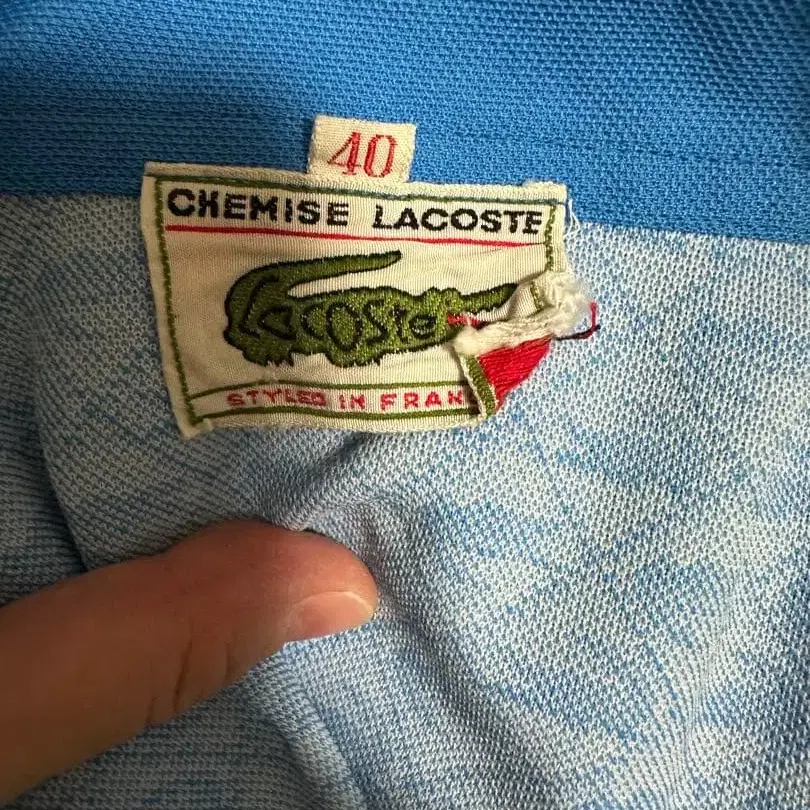 40
CHEMISE LACOSTE
Lacoste
STYLED IN FRAN